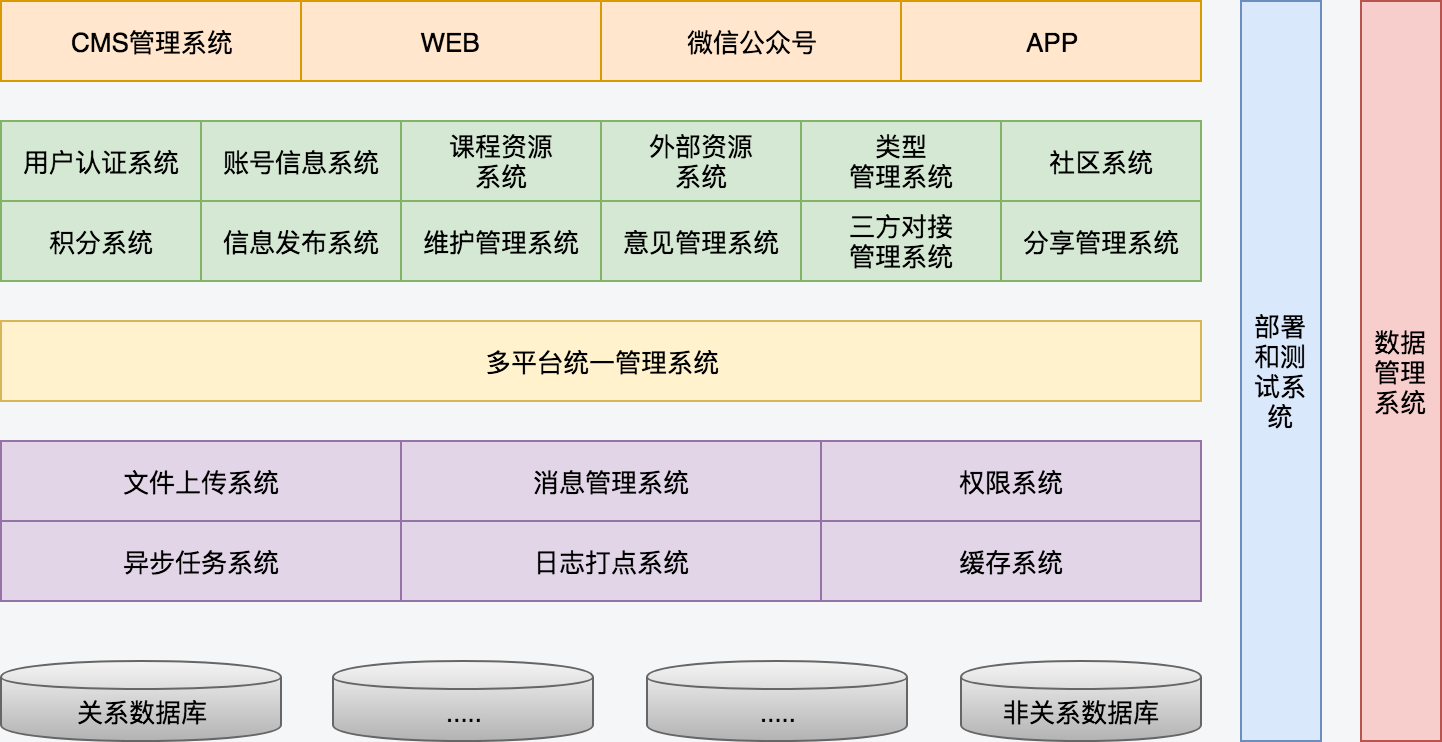 CMS管理系统
WEB
微信公众号
APP
用户认证系统
账号信息系统
课程资源
系统
外部资源
系统
类型
管理系统
社区系统
积分系统
信息发布系统
维护管理系统
意见管理系统
三方对接
管理系统
分享管理系统
多平台统一管理系统
文件上传系统
消息管理系统
权限系统
异步任务系统
日志打点系统
缓存系统
关系数据库
.....
.....
非关系数据库
部署
和测
试系
统
数据
管理
系统